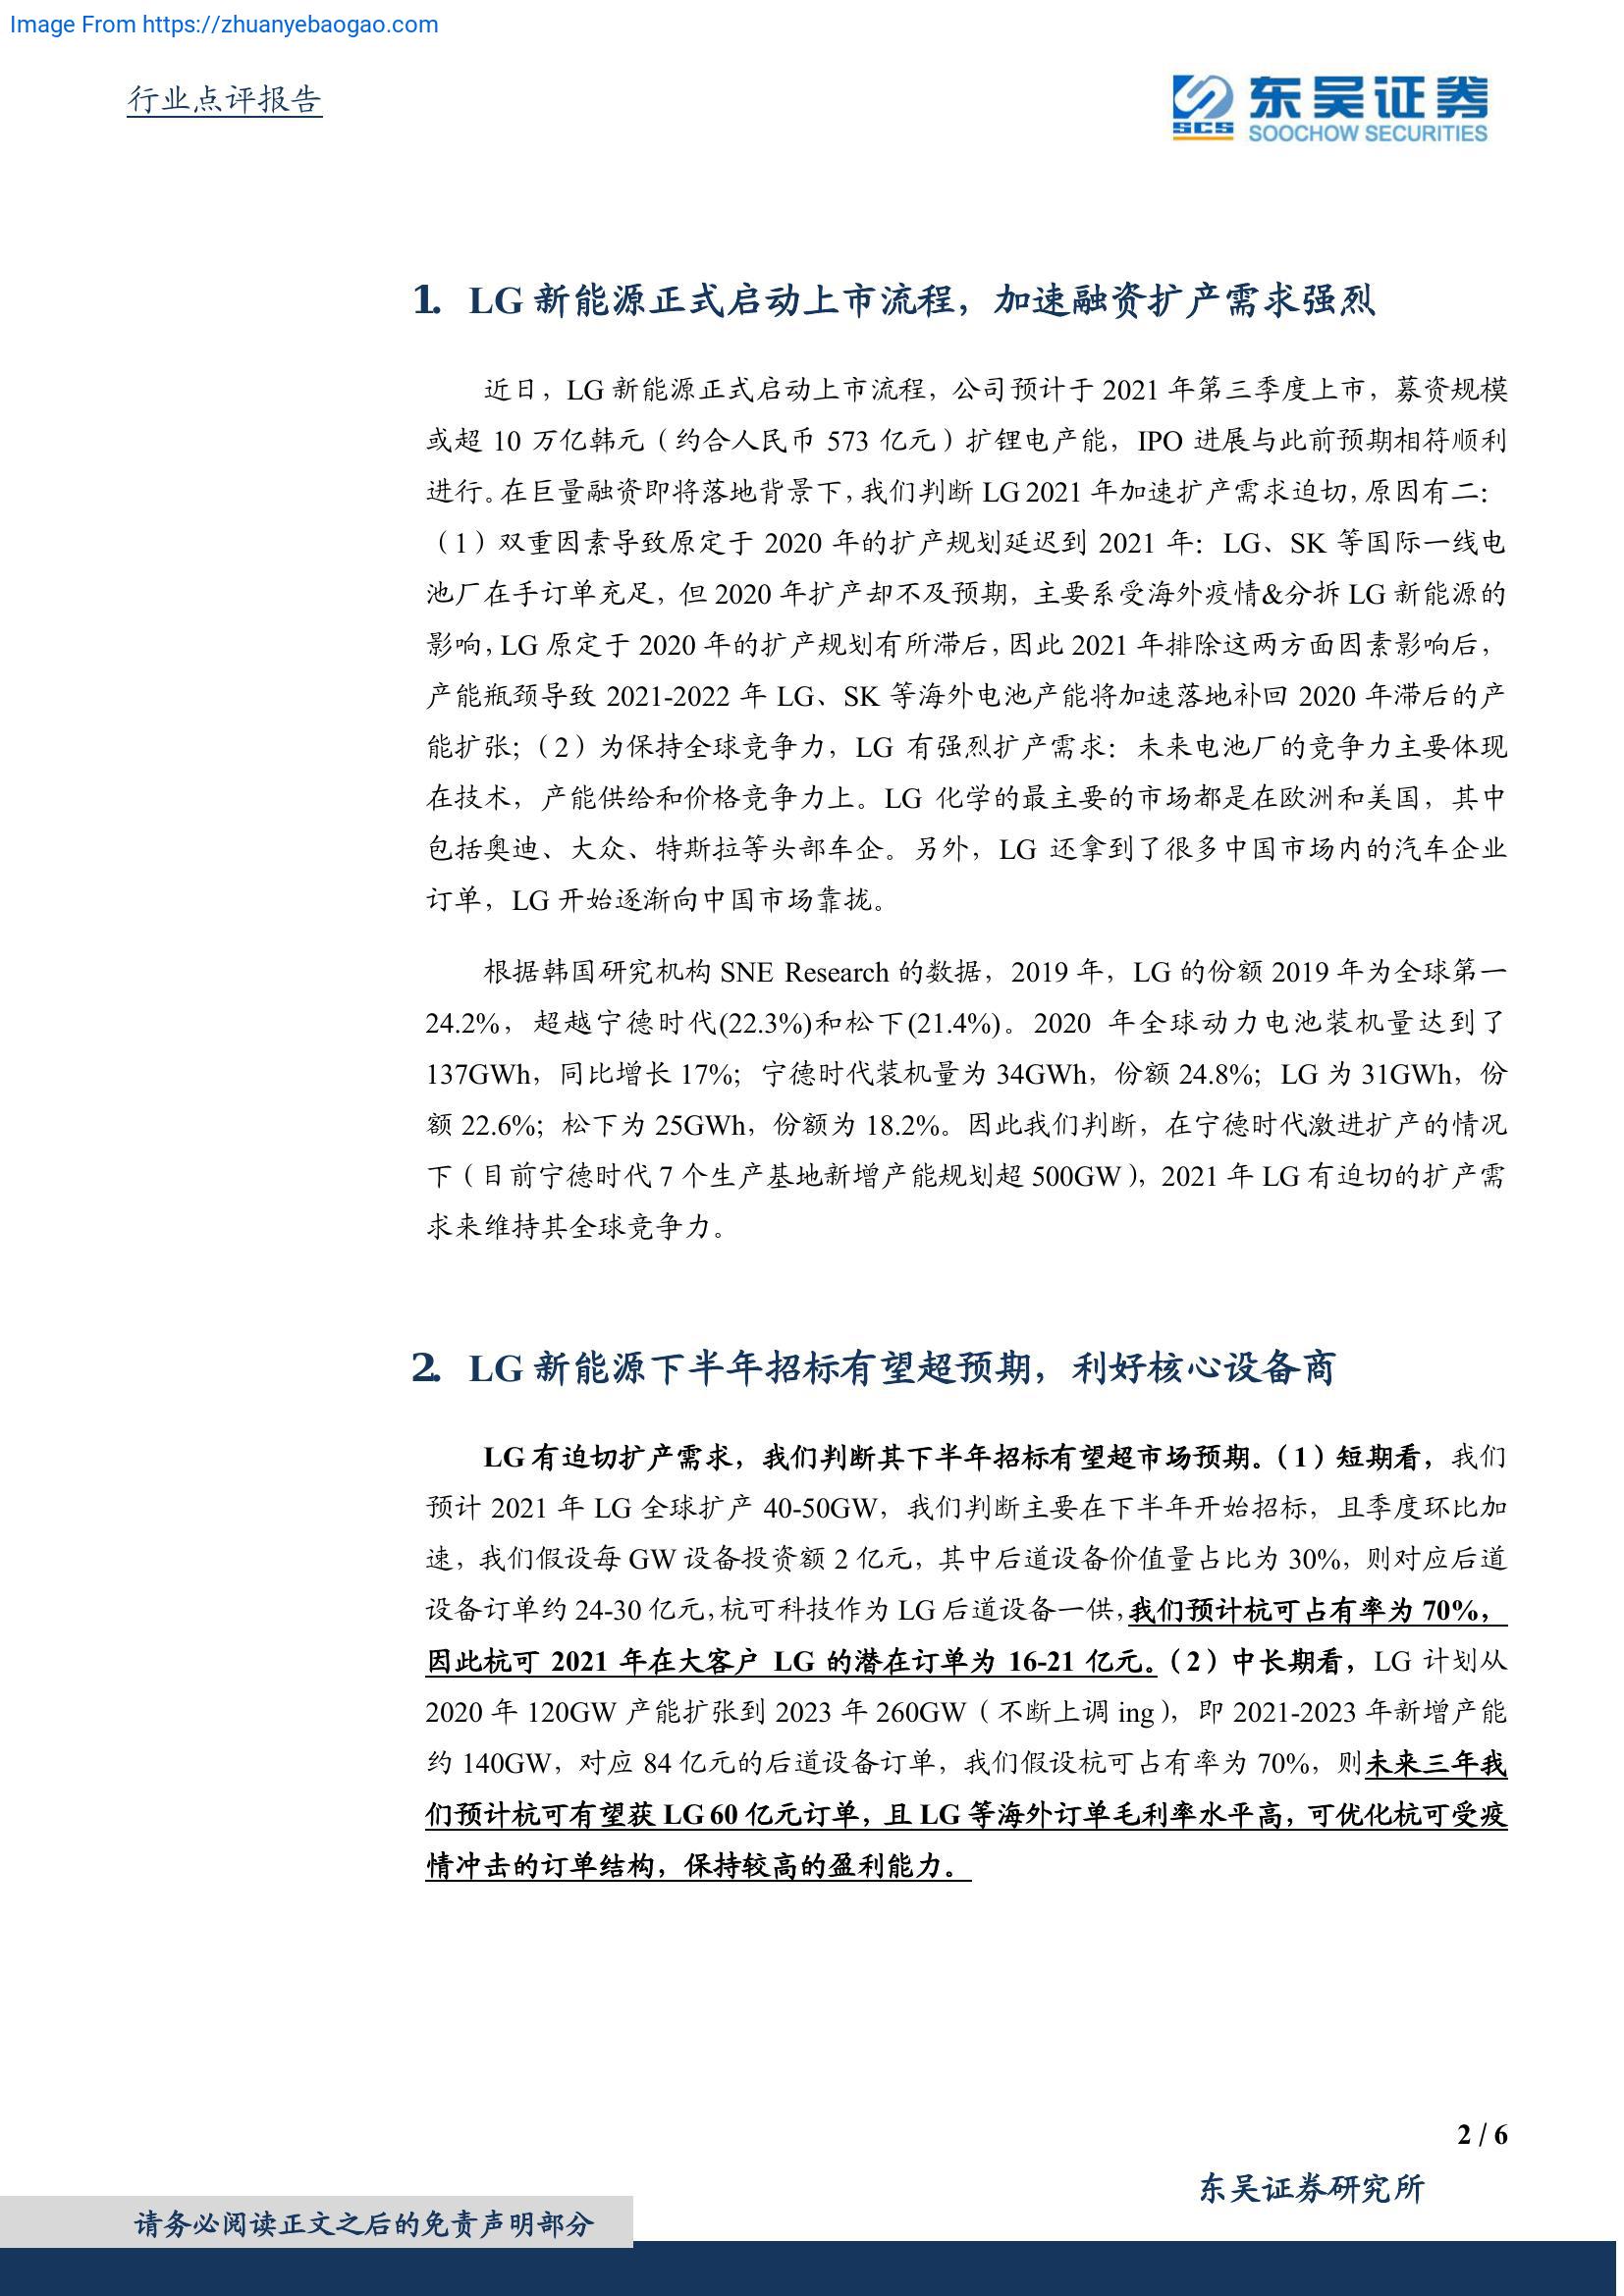 Image From https://zhuanyebaogao.com
行业点评报告
SCS 东吴证券
SOOCHOW SECURITIES
1. LG 新能源正式启动上市流程，加速融资扩产需求强烈
近日，LG 新能源正式启动上市流程，公司预计于 2021 年第三季度上市，募资规模
或超 10 万亿韩元（约合人民币 573 亿元）扩锂电产能，IPO 进展与此前预期相符顺利
进行。在巨量融资即将落地背景下，我们判断 LG 2021 年加速扩产需求迫切，原因有二：
（1）双重因素导致原定于 2020 年的扩产规划延迟到 2021 年：LG、SK 等国际一线电
池厂在手订单充足，但 2020 年扩产却不及预期，主要系受海外疫情&分拆 LG 新能源的
影响，LG 原定于 2020 年的扩产规划有所滞后，因此 2021 年排除这两方面因素影响后，
产能瓶颈导致 2021-2022 年 LG、SK 等海外电池产能将加速落地补回 2020 年滞后的产
能扩张；（2）为保持全球竞争力，LG 有强烈扩产需求：未来电池厂的竞争力主要体现
在技术，产能供给和价格竞争力上。LG 化学的最主要的市场都是在欧洲和美国，其中
包括奥迪、大众、特斯拉等头部车企。另外，LG 还拿到了很多中国市场内的汽车企业
订单，LG 开始逐渐向中国市场靠拢。
根据韩国研究机构 SNE Research 的数据，2019 年，LG 的份额 2019 年为全球第一
24.2%，超越宁德时代(22.3%)和松下(21.4%)。2020 年全球动力电池装机量达到了
137GWh，同比增长 17%；宁德时代装机量为 34GWh，份额 24.8%；LG 为 31GWh，份
额 22.6%；松下为 25GWh，份额为 18.2%。因此我们判断，在宁德时代激进扩产的情况
下（目前宁德时代 7 个生产基地新增产能规划超 500GW），2021 年 LG 有迫切的扩产需
求来维持其全球竞争力。
2. LG 新能源下半年招标有望超预期，利好核心设备商
LG 有迫切扩产需求，我们判断其下半年招标有望超市场预期。（1）短期看，我们
预计 2021 年 LG 全球扩产 40-50GW，我们判断主要在下半年开始招标，且季度环比加
速，我们假设每 GW 设备投资额 2 亿元，其中后道设备价值量占比为 30%，则对应后道
设备订单约 24-30 亿元，杭可科技作为 LG 后道设备一供，我们预计杭可占有率为 70%，
因此杭可 2021 年在大客户 LG 的潜在订单为 16-21 亿元。（2）中长期看，LG 计划从
2020 年 120GW 产能扩张到 2023 年 260GW（不断上调 ing），即 2021-2023 年新增产能
约 140GW，对应 84 亿元的后道设备订单，我们假设杭可占有率为 70%，则未来三年我
们预计杭可有望获 LG 60 亿元订单，且 LG 等海外订单毛利率水平高，可优化杭可受疫
情冲击的订单结构，保持较高的盈利能力。
2 / 6
东吴证券研究所
请务必阅读正文之后的免责声明部分